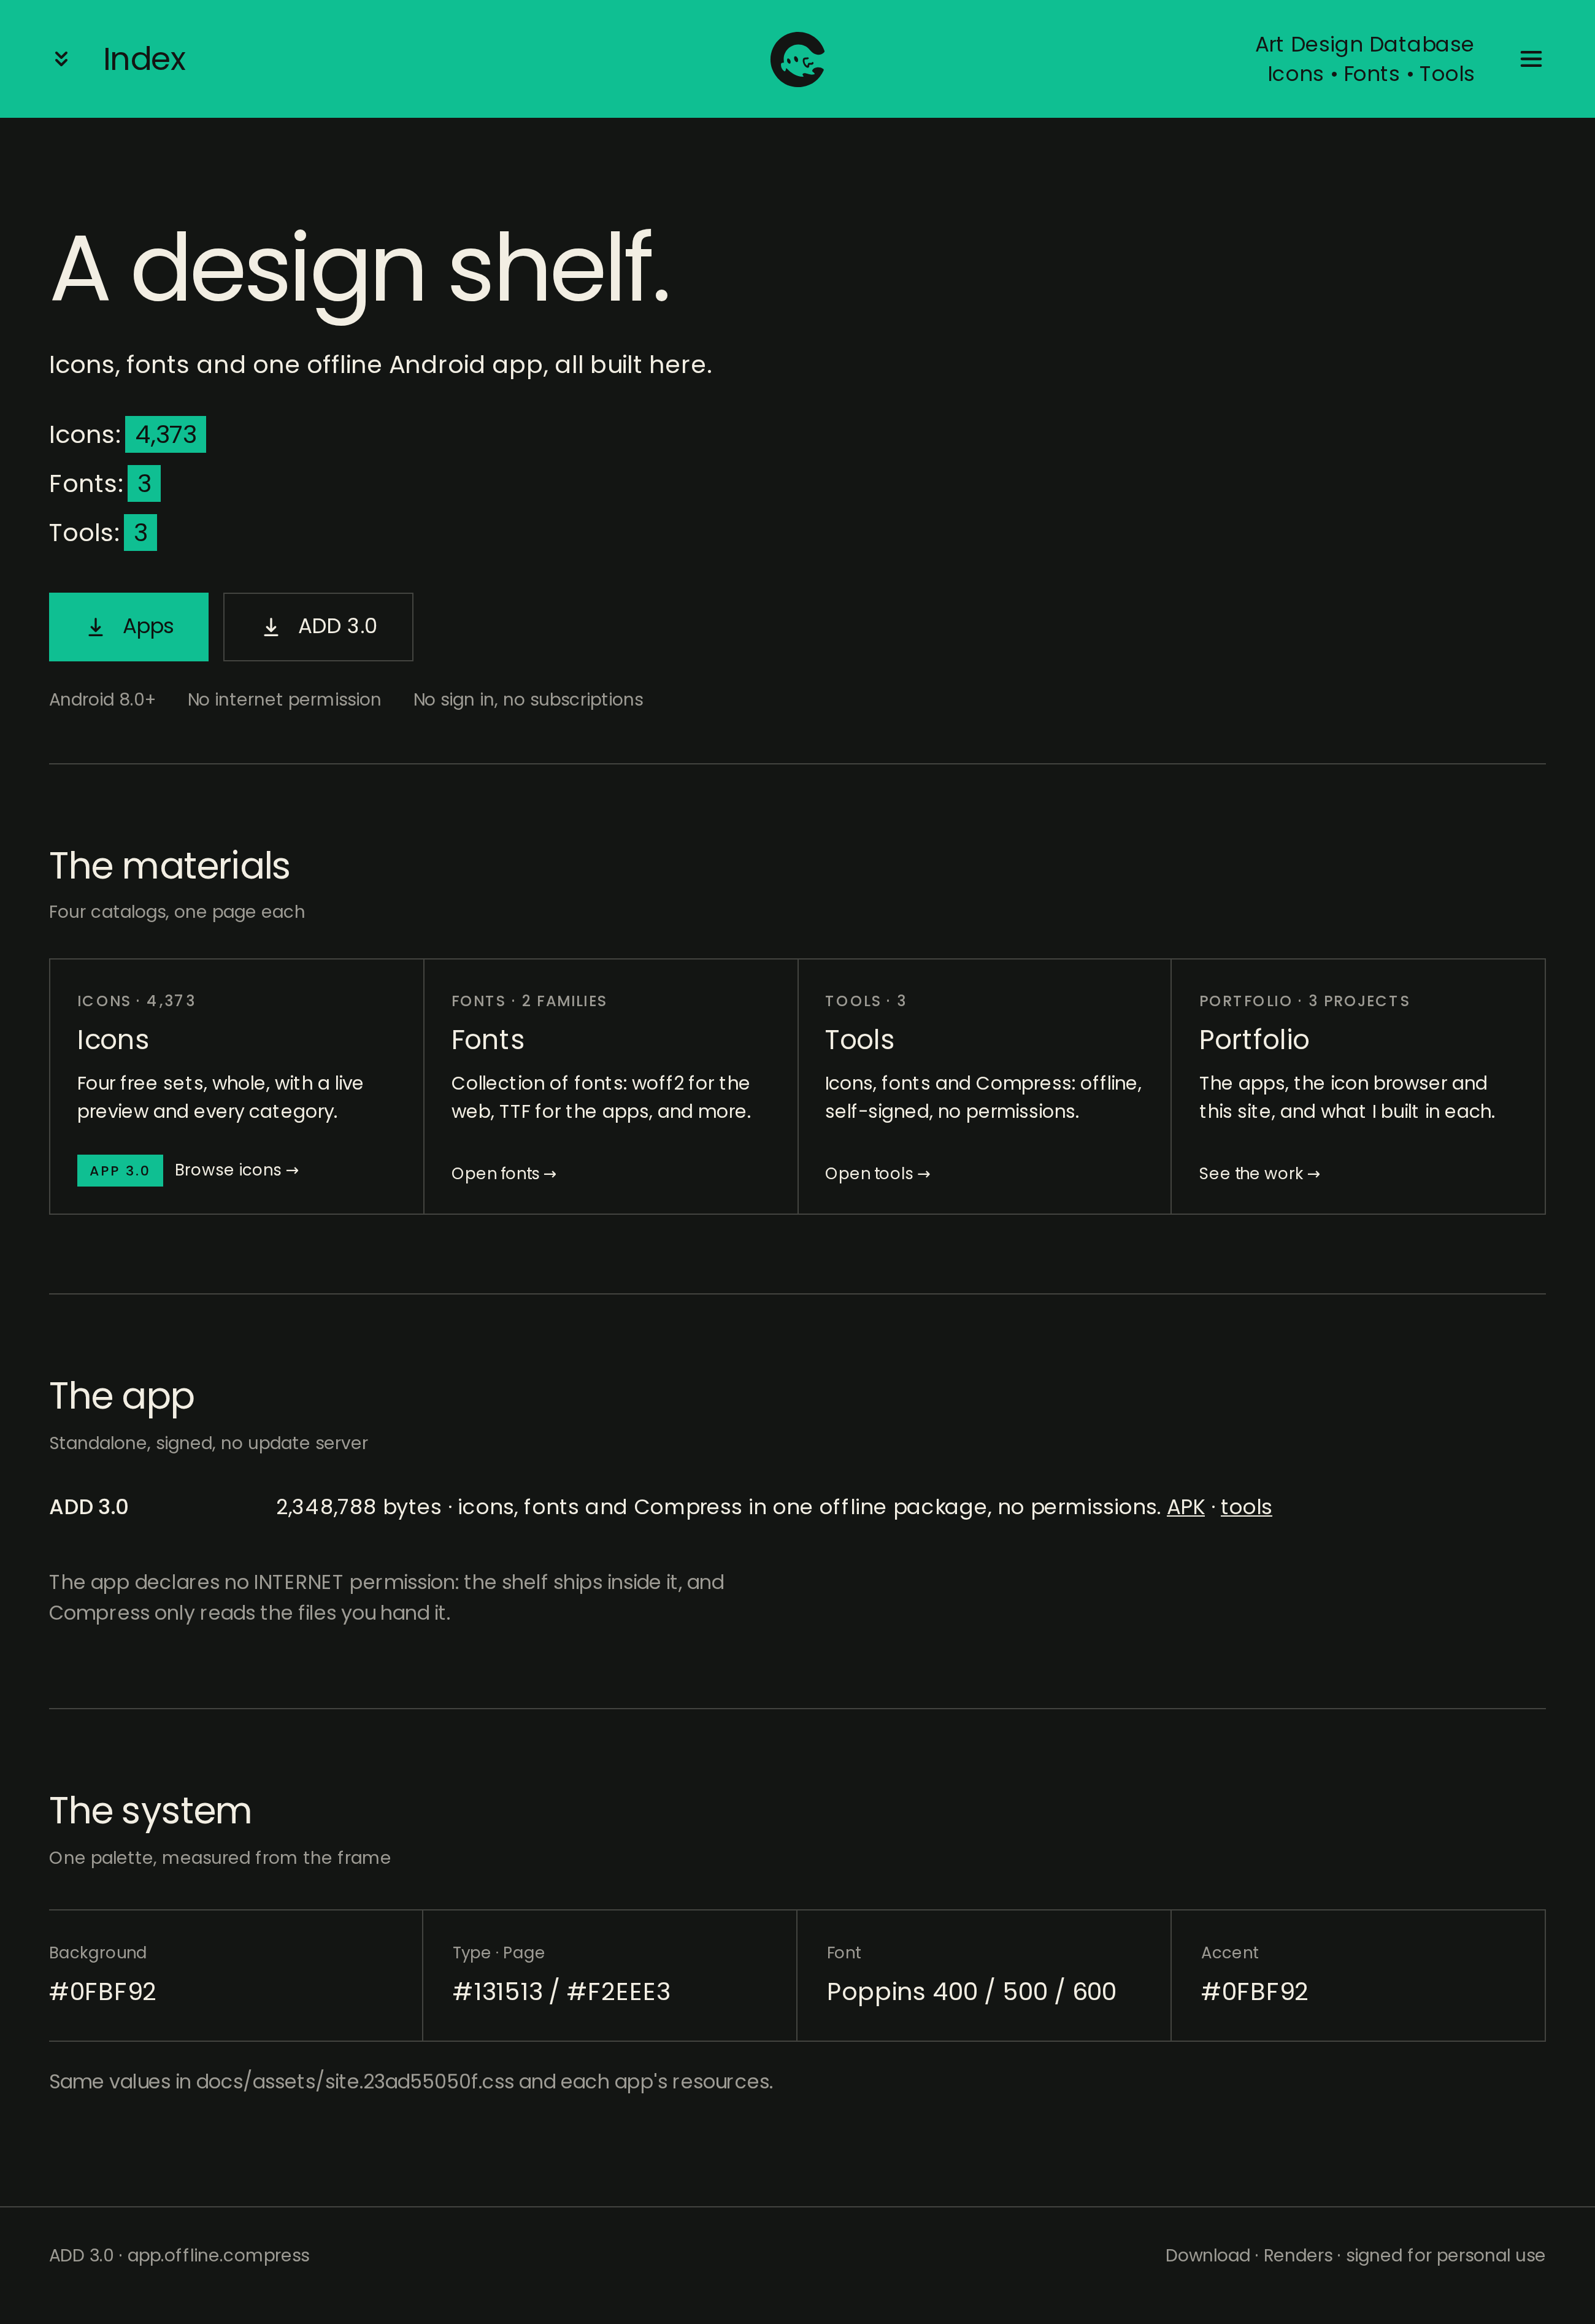 Index
Art Design Database
Icons • Fonts • Tools
A design shelf.
Icons, fonts and one offline Android app, all built here.
Icons: 4,373
Fonts: 3
Tools: 3
Apps
ADD 3.0
Android 8.0+
No internet permission
No sign in, no subscriptions
The materials
Four catalogs, one page each
ICONS · 4,373
Icons
Four free sets, whole, with a live
preview and every category.
APP 3.0
Browse icons →
FONTS · 2 FAMILIES
Fonts
Collection of fonts: woff2 for the
web, TTF for the apps, and more.
Open fonts →
TOOLS · 3
Tools
Icons, fonts and Compress: offline,
self-signed, no permissions.
Open tools →
PORTFOLIO · 3 PROJECTS
Portfolio
The apps, the icon browser and
this site, and what I built in each.
See the work →
The app
Standalone, signed, no update server
ADD 3.0
2,348,788 bytes · icons, fonts and Compress in one offline package, no permissions. APK · tools
The app declares no INTERNET permission: the shelf ships inside it, and
Compress only reads the files you hand it.
The system
One palette, measured from the frame
Background
#0FBF92
Type · Page
#131513 / #F2EEE3
Font
Poppins 400 / 500 / 600
Accent
#0FBF92
Same values in docs/assets/site.23ad55050f.css and each app's resources.
ADD 3.0 · app.offline.compress
Download · Renders · signed for personal use